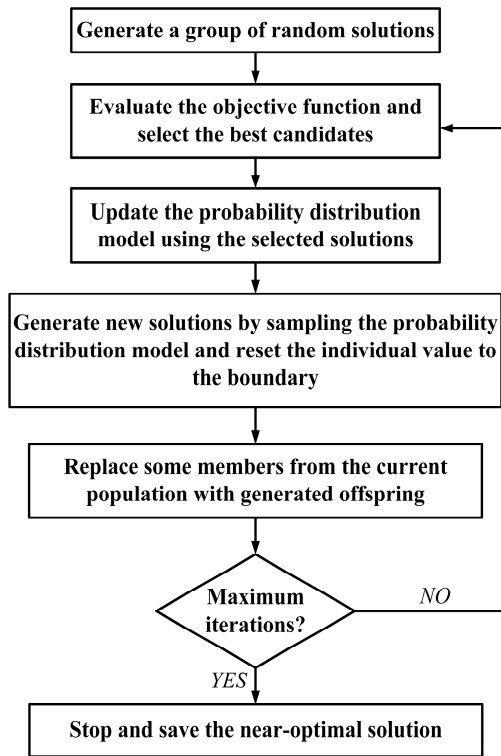 Generate a group of random solutions
Evaluate the objective function and
select the best candidates
Update the probability distribution
model using the selected solutions
Generate new solutions by sampling the probability
distribution model and reset the individual value to
the boundary
Replace some members from the current
population with generated offspring
Maximum
iterations?
NO
YES
Stop and save the near-optimal solution